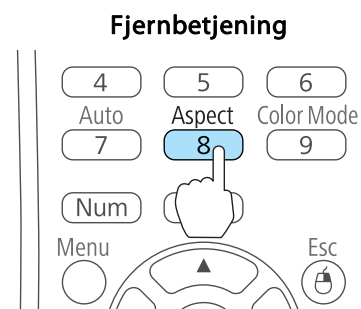 Fjernbetjening
4 5 6
Auto Aspect Color Mode
7 8 9
Num
Menu Esc